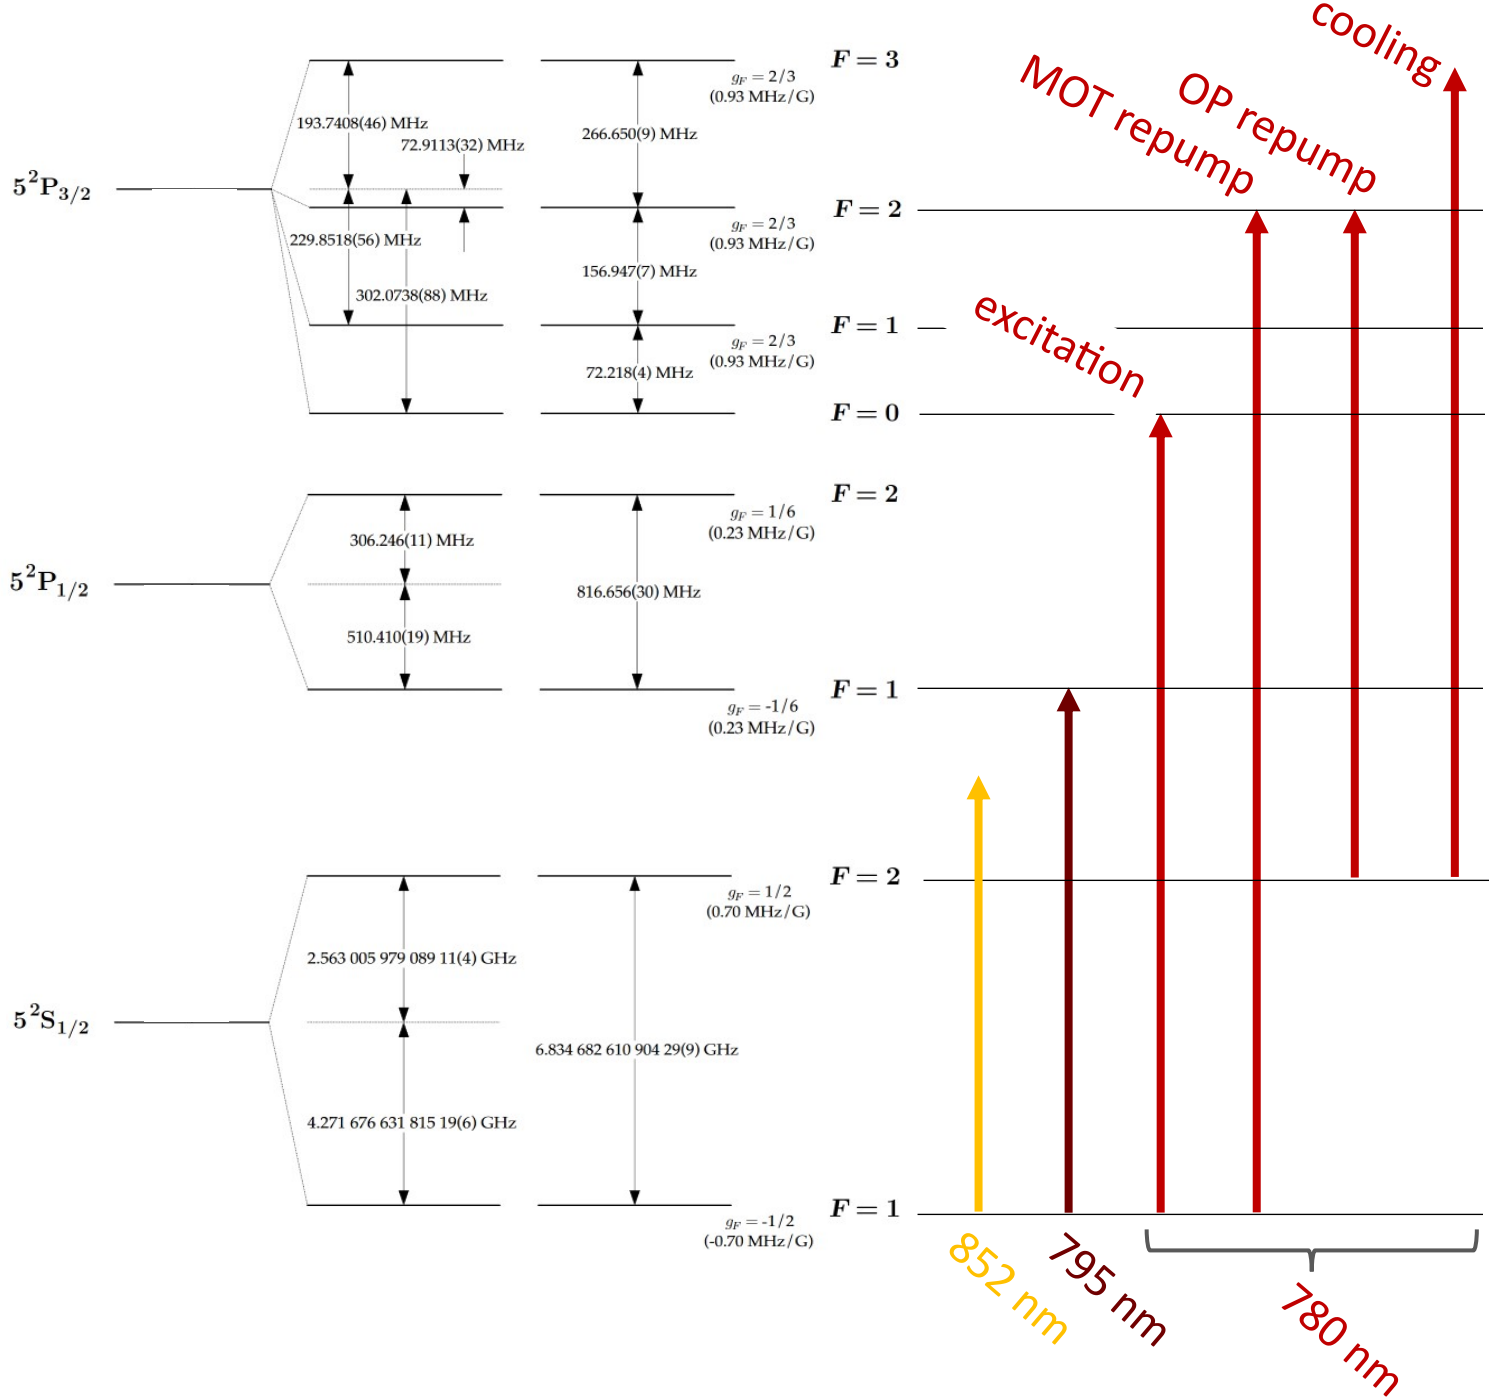 cooling
MOT repump
OP repump
F = 3
g_F = 2/3
(0.93 MHz/G)
193.7408(46) MHz
72.9113(32) MHz
266.650(9) MHz
5 ²P₃/₂
F = 2
g_F = 2/3
(0.93 MHz/G)
229.8518(56) MHz
156.947(7) MHz
302.0738(88) MHz
excitation
F = 1
g_F = 2/3
(0.93 MHz/G)
72.218(4) MHz
F = 0
F = 2
g_F = 1/6
(0.23 MHz/G)
306.246(11) MHz
5 ²P₁/₂
816.656(30) MHz
510.410(19) MHz
F = 1
g_F = -1/6
(0.23 MHz/G)
F = 2
g_F = 1/2
(0.70 MHz/G)
2.563 005 979 089 11(4) GHz
5 ²S₁/₂
6.834 682 610 904 29(9) GHz
4.271 676 631 815 19(6) GHz
F = 1
g_F = -1/2
(-0.70 MHz/G)
852 nm
795 nm
780 nm